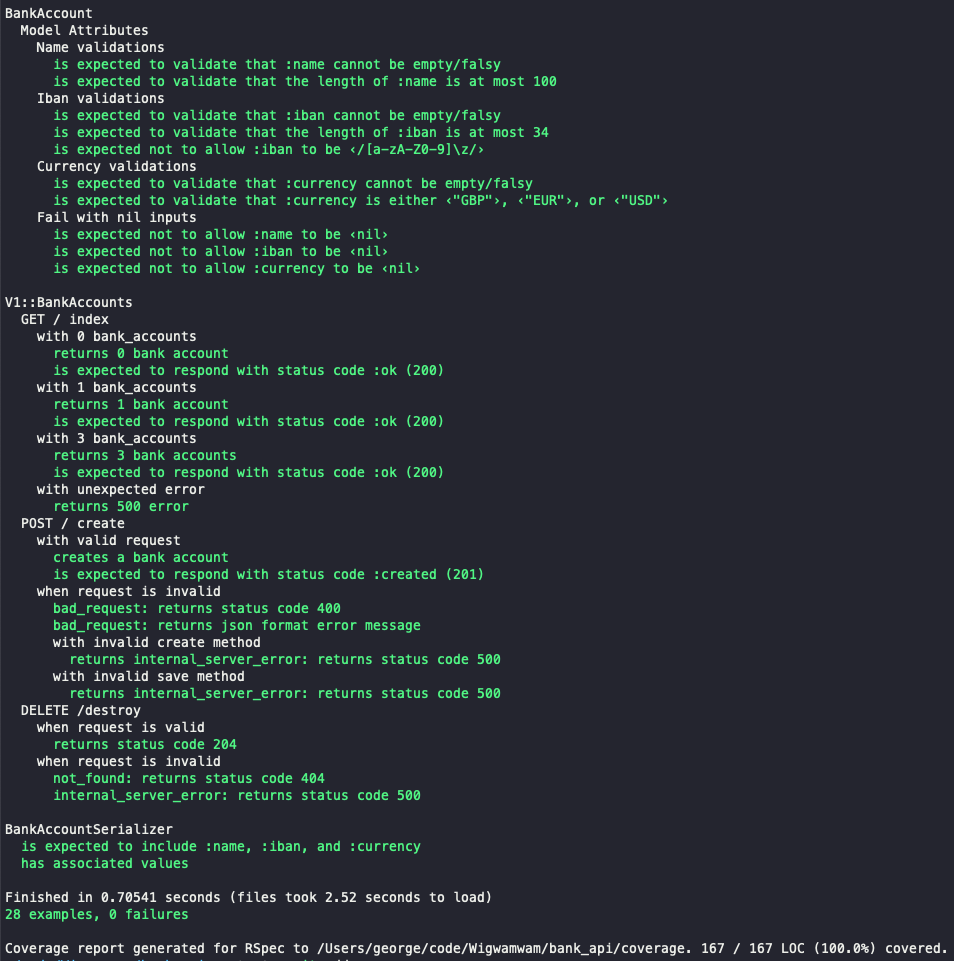 BankAccount
Model Attributes
Name validations
is expected to validate that :name cannot be empty/falsy
is expected to validate that the length of :name is at most 100
Iban validations
is expected to validate that :iban cannot be empty/falsy
is expected to validate that the length of :iban is at most 34
is expected not to allow :iban to be ‹/[a-zA-Z0-9]\z/›
Currency validations
is expected to validate that :currency cannot be empty/falsy
is expected to validate that :currency is either ‹"GBP"›, ‹"EUR"›, or ‹"USD"›
Fail with nil inputs
is expected not to allow :name to be ‹nil›
is expected not to allow :iban to be ‹nil›
is expected not to allow :currency to be ‹nil›
V1::BankAccounts
GET / index
with 0 bank_accounts
returns 0 bank account
is expected to respond with status code :ok (200)
with 1 bank_accounts
returns 1 bank account
is expected to respond with status code :ok (200)
with 3 bank_accounts
returns 3 bank accounts
is expected to respond with status code :ok (200)
with unexpected error
returns 500 error
POST / create
with valid request
creates a bank account
is expected to respond with status code :created (201)
when request is invalid
bad_request: returns status code 400
bad_request: returns json format error message
with invalid create method
returns internal_server_error: returns status code 500
with invalid save method
returns internal_server_error: returns status code 500
DELETE /destroy
when request is valid
returns status code 204
when request is invalid
not_found: returns status code 404
internal_server_error: returns status code 500
BankAccountSerializer
is expected to include :name, :iban, and :currency
has associated values
Finished in 0.70541 seconds (files took 2.52 seconds to load)
28 examples, 0 failures
Coverage report generated for RSpec to /Users/george/code/Wigwamwam/bank_api/coverage. 167 / 167 LOC (100.0%) covered.